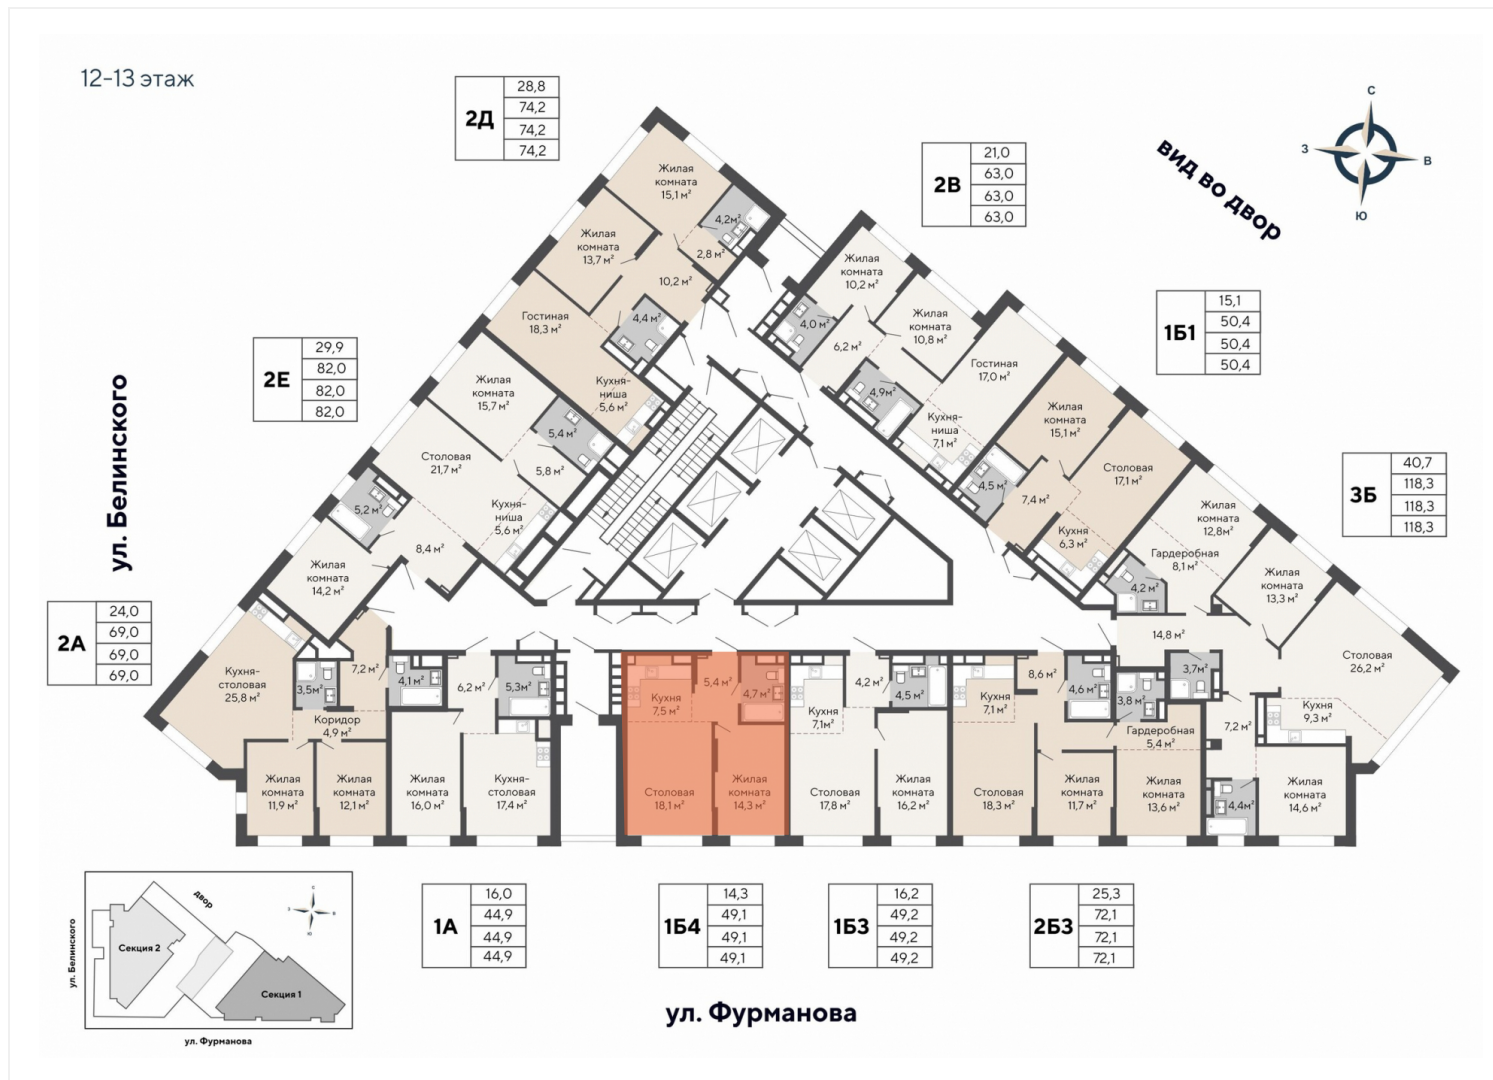 12-13 этаж
2Д
28,8
74,2
74,2
74,2
2В
21,0
63,0
63,0
63,0
С
З
В
Ю
вид во двор
1Б1
15,1
50,4
50,4
50,4
2Е
29,9
82,0
82,0
82,0
3Б
40,7
118,3
118,3
118,3
2А
24,0
69,0
69,0
69,0
ул. Белинского
Жилая
комната
15,1 м²
4,2м²
2,8 м²
Жилая
комната
13,7 м²
10,2 м²
Гостиная
18,3 м²
4,4 м²
Кухня-
ниша
5,6 м²
Жилая
комната
15,7 м²
5,4 м²
5,8 м²
Столовая
21,7 м²
Кухня-
ниша
5,6 м²
5,2 м²
8,4 м²
Жилая
комната
14,2 м²
Жилая
комната
10,2 м²
4,0 м²
6,2 м²
Жилая
комната
10,8 м²
Гостиная
17,0 м²
4,9м²
Кухня-
ниша
7,1 м²
Жилая
комната
15,1 м²
4,5 м²
7,4 м²
Столовая
17,1 м²
Кухня
6,3 м²
Жилая
комната
12,8м²
Гардеробная
8,1 м²
4,2 м²
Жилая
комната
13,3 м²
14,8 м²
Столовая
26,2 м²
3,7м²
3,8 м²
Кухня
9,3 м²
7,2 м²
4,4м²
Жилая
комната
14,6 м²
Кухня-
столовая
25,8 м²
3,5м²
7,2 м²
Коридор
4,9 м²
Жилая
комната
11,9 м²
Жилая
комната
12,1 м²
4,1 м²
6,2 м²
5,3м²
Жилая
комната
16,0 м²
Кухня-
столовая
17,4 м²
Кухня
7,5 м²
5,4 м²
4,7 м²
Столовая
18,1 м²
Жилая
комната
14,3 м²
Кухня
7,1м²
4,2 м²
4,5 м²
Столовая
17,8 м²
Жилая
комната
16,2 м²
Кухня
7,1 м²
8,6 м²
4,6 м²
Столовая
18,3 м²
Жилая
комната
11,7 м²
Гардеробная
5,4 м²
Жилая
комната
13,6 м²
1А
16,0
44,9
44,9
44,9
1Б4
14,3
49,1
49,1
49,1
1Б3
16,2
49,2
49,2
49,2
2Б3
25,3
72,1
72,1
72,1
ул. Фурманова
двор
С
З
В
Ю
Секция 2
Секция 1
ул. Белинского
ул. Фурманова